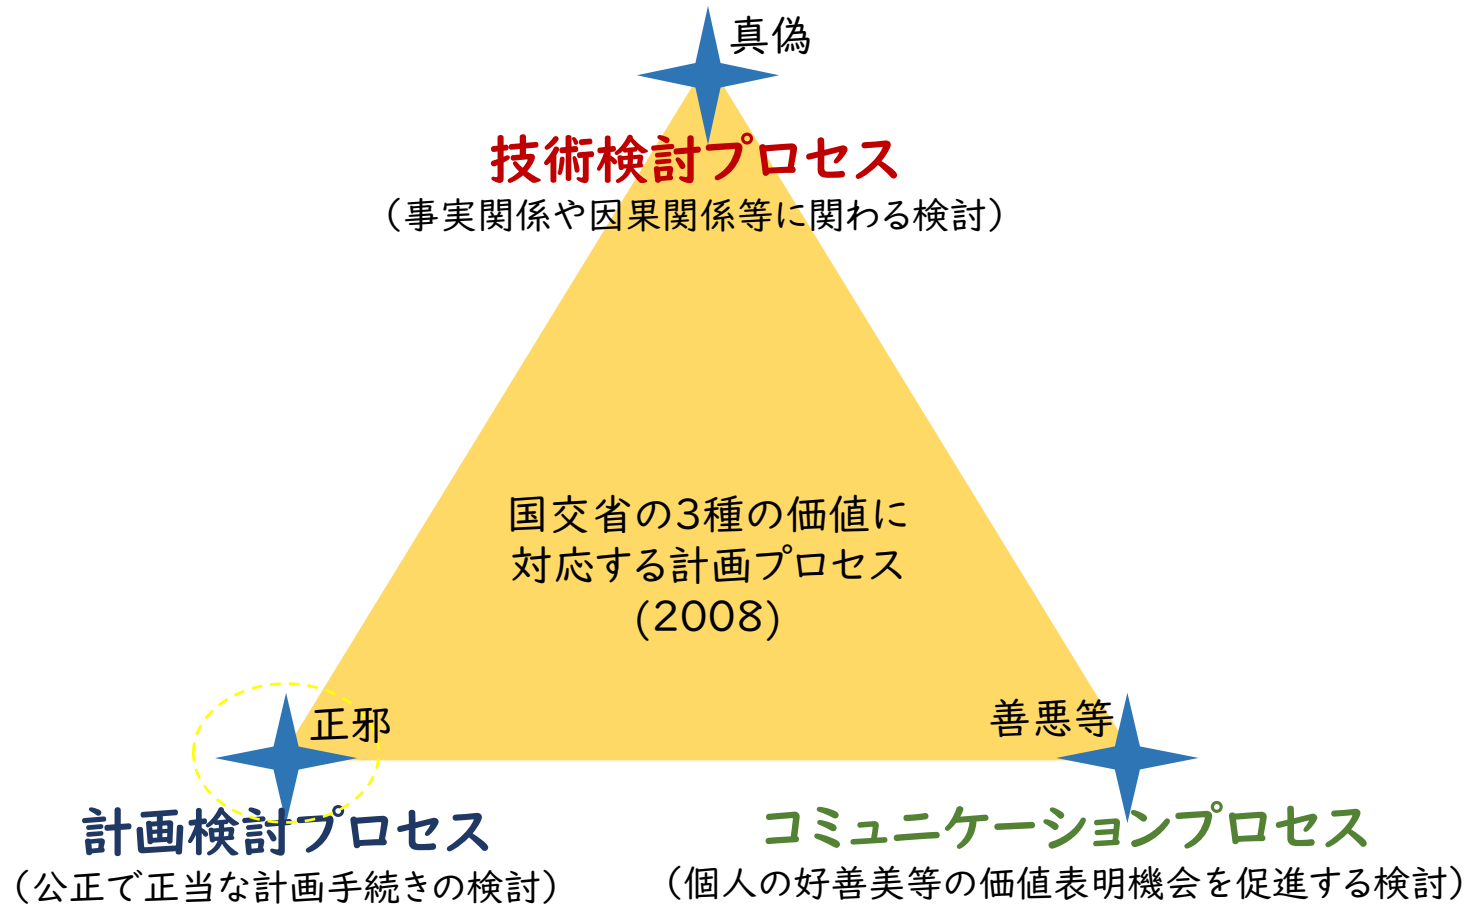 真偽
技術検討プロセス
（事実関係や因果関係等に関わる検討）
国交省の3種の価値に
対応する計画プロセス
(2008)
正邪
善悪等
計画検討プロセス
（公正で正当な計画手続きの検討）
コミュニケーションプロセス
（個人の好善美等の価値表明機会を促進する検討）